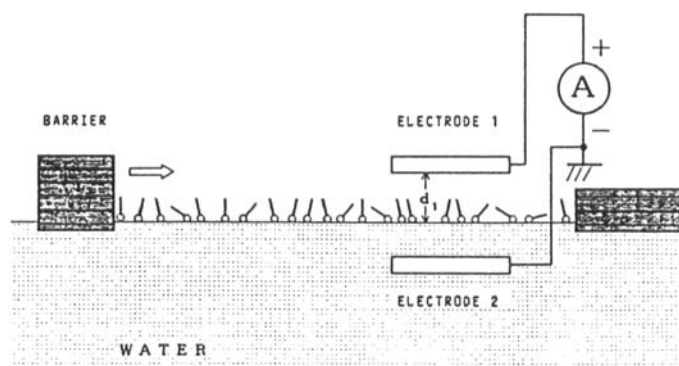 +
A
BARRIER
ELECTRODE 1
−
d1
ELECTRODE 2
WATER